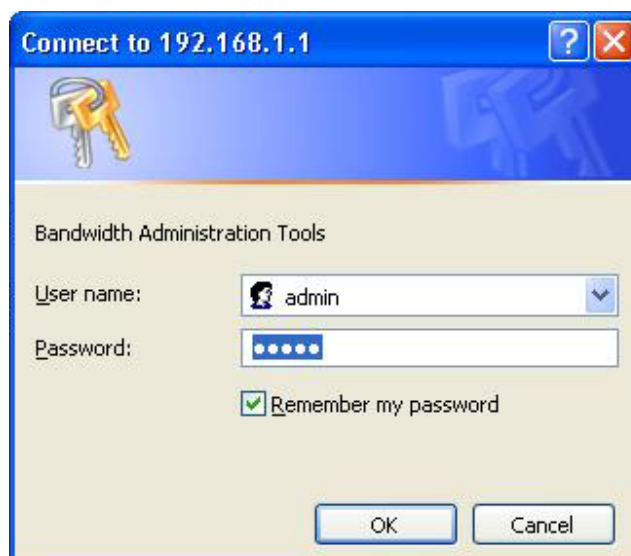 Connect to 192.168.1.1
Bandwidth Administration Tools
User name: admin
Password: •••••
Remember my password
OK Cancel